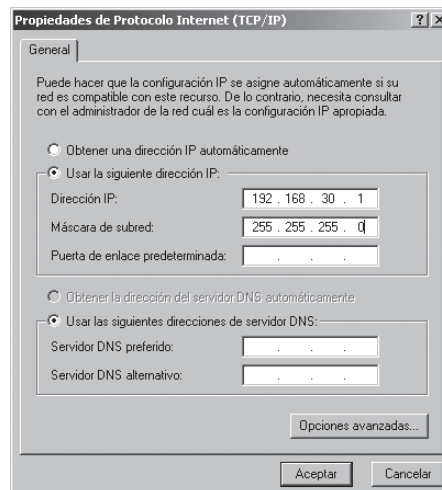 Propiedades de Protocolo Internet (TCP/IP)
General
Puede hacer que la configuración IP se asigne automáticamente si su
red es compatible con este recurso. De lo contrario, necesita consultar
con el administrador de la red cuál es la configuración IP apropiada.
Obtener una dirección IP automáticamente
Usar la siguiente dirección IP:
Dirección IP: 192 . 168 . 30 . 1
Máscara de subred: 255 . 255 . 255 . 0
Puerta de enlace predeterminada: . . .
Obtener la dirección del servidor DNS automáticamente
Usar las siguientes direcciones de servidor DNS:
Servidor DNS preferido: . . .
Servidor DNS alternativo: . . .
Opciones avanzadas...
Aceptar Cancelar